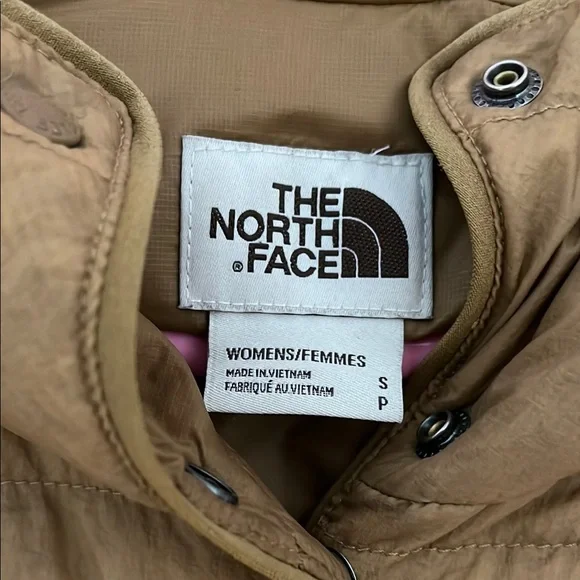 THE
NORTH
® FACE
WOMENS/FEMMES
MADE IN VIETNAM
FABRIQUÉ AU VIETNAM
S
P